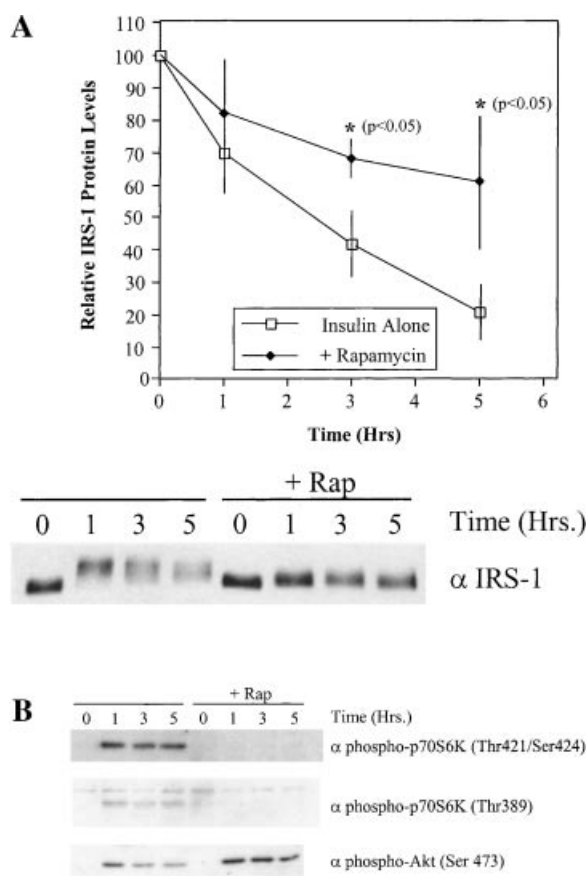 A
110
100
90
80
70
60
50
40
30
20
10
0
Relative IRS-1 Protein Levels
* (p<0.05)
* (p<0.05)
Insulin Alone
+ Rapamycin
0 1 2 3 4 5 6
Time (Hrs)
+ Rap
0 1 3 5 0 1 3 5 Time (Hrs.)
α IRS-1
B
+ Rap
0 1 3 5 0 1 3 5 Time (Hrs.)
α phospho-p70S6K (Thr421/Ser424)
α phospho-p70S6K (Thr389)
α phospho-Akt (Ser 473)